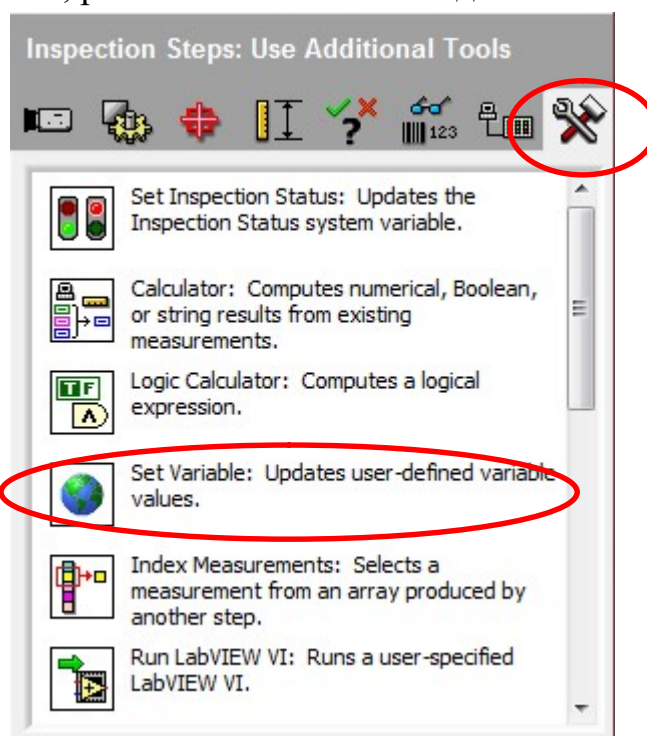 Inspection Steps: Use Additional Tools
123
Set Inspection Status: Updates the
Inspection Status system variable.
Calculator: Computes numerical, Boolean,
or string results from existing
measurements.
T F
Logic Calculator: Computes a logical
expression.
Set Variable: Updates user-defined variable
values.
Index Measurements: Selects a
measurement from an array produced by
another step.
Run LabVIEW VI: Runs a user-specified
LabVIEW VI.